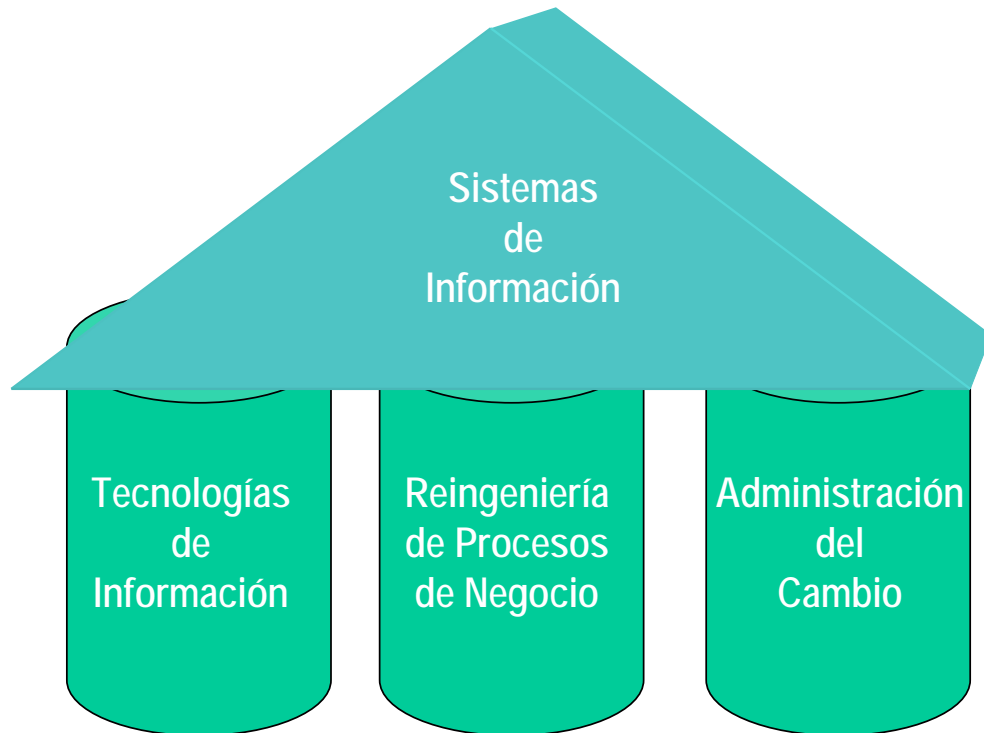 Sistemas
de
Información
Tecnologías
de
Información
Reingeniería
de Procesos
de Negocio
Administración
del
Cambio